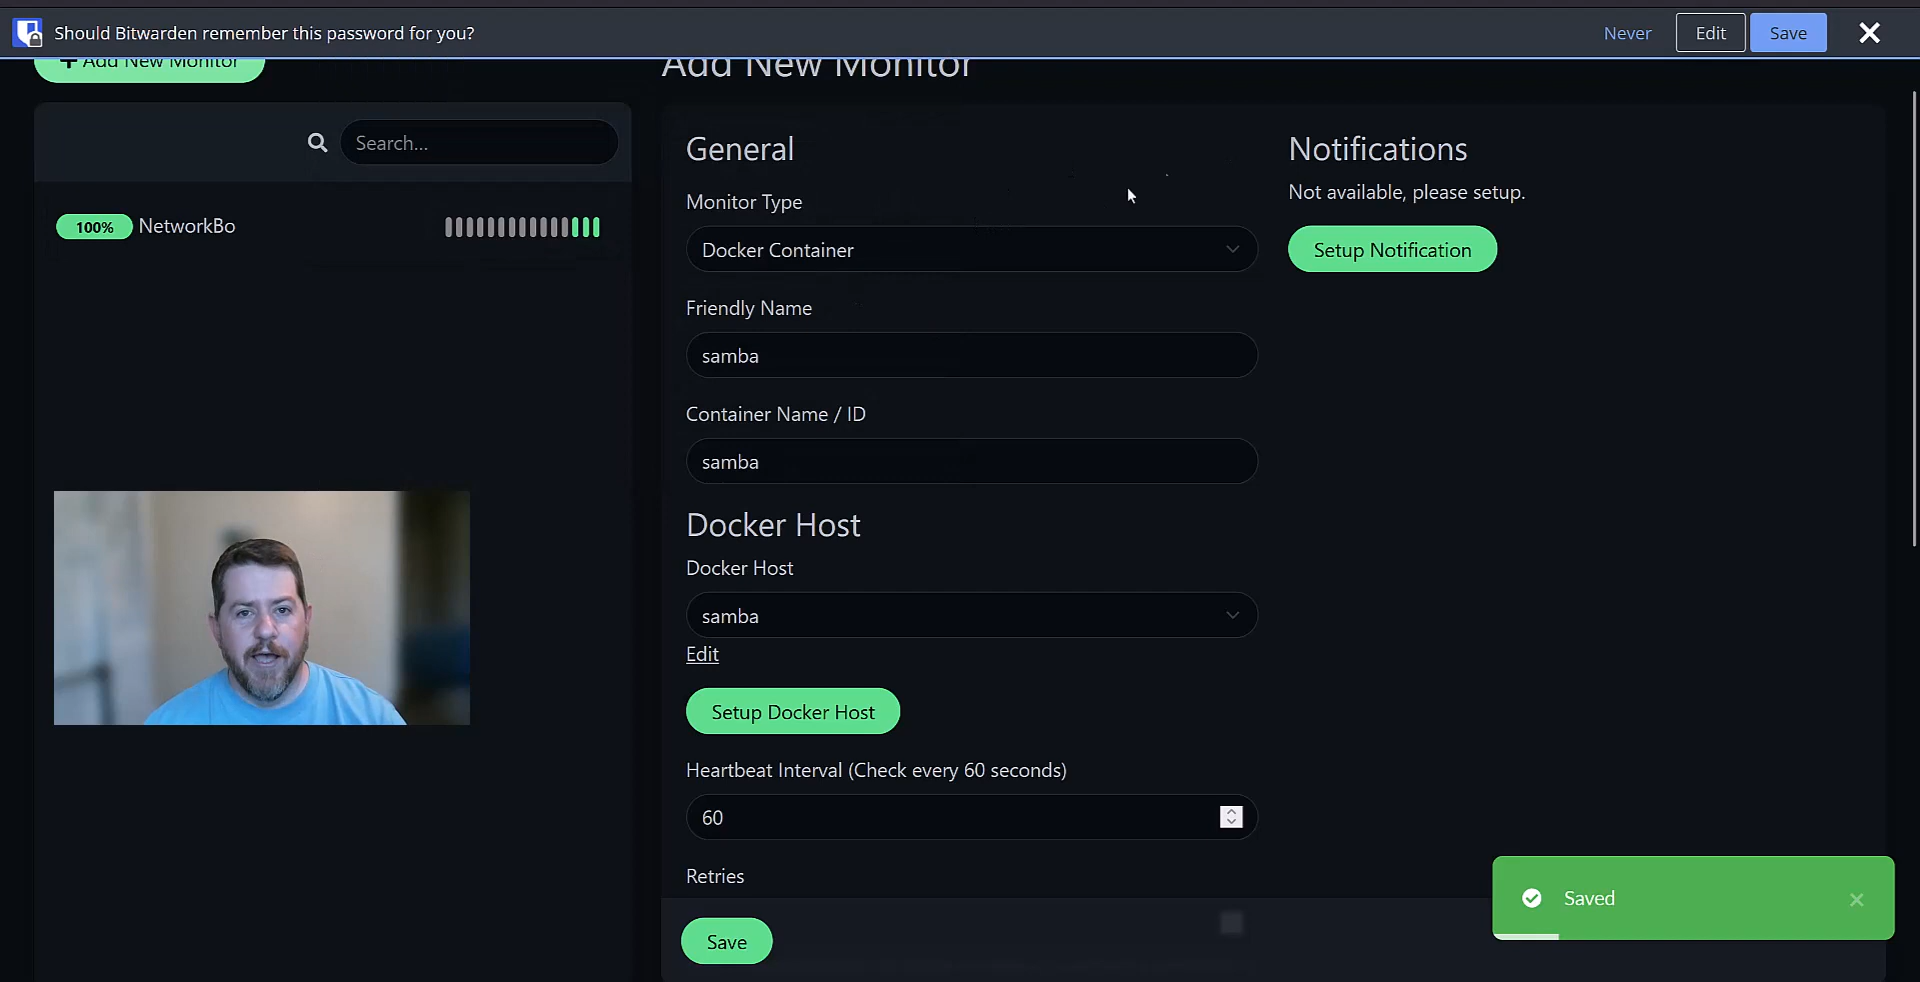 Should Bitwarden remember this password for you?
Never
Edit
Save
+ Add New Monitor
Add New Monitor
Search...
100%
NetworkBo
General
Monitor Type
Docker Container
Friendly Name
samba
Container Name / ID
samba
Docker Host
Docker Host
samba
Edit
Setup Docker Host
Heartbeat Interval (Check every 60 seconds)
60
Retries
Save
Notifications
Not available, please setup.
Setup Notification
Saved